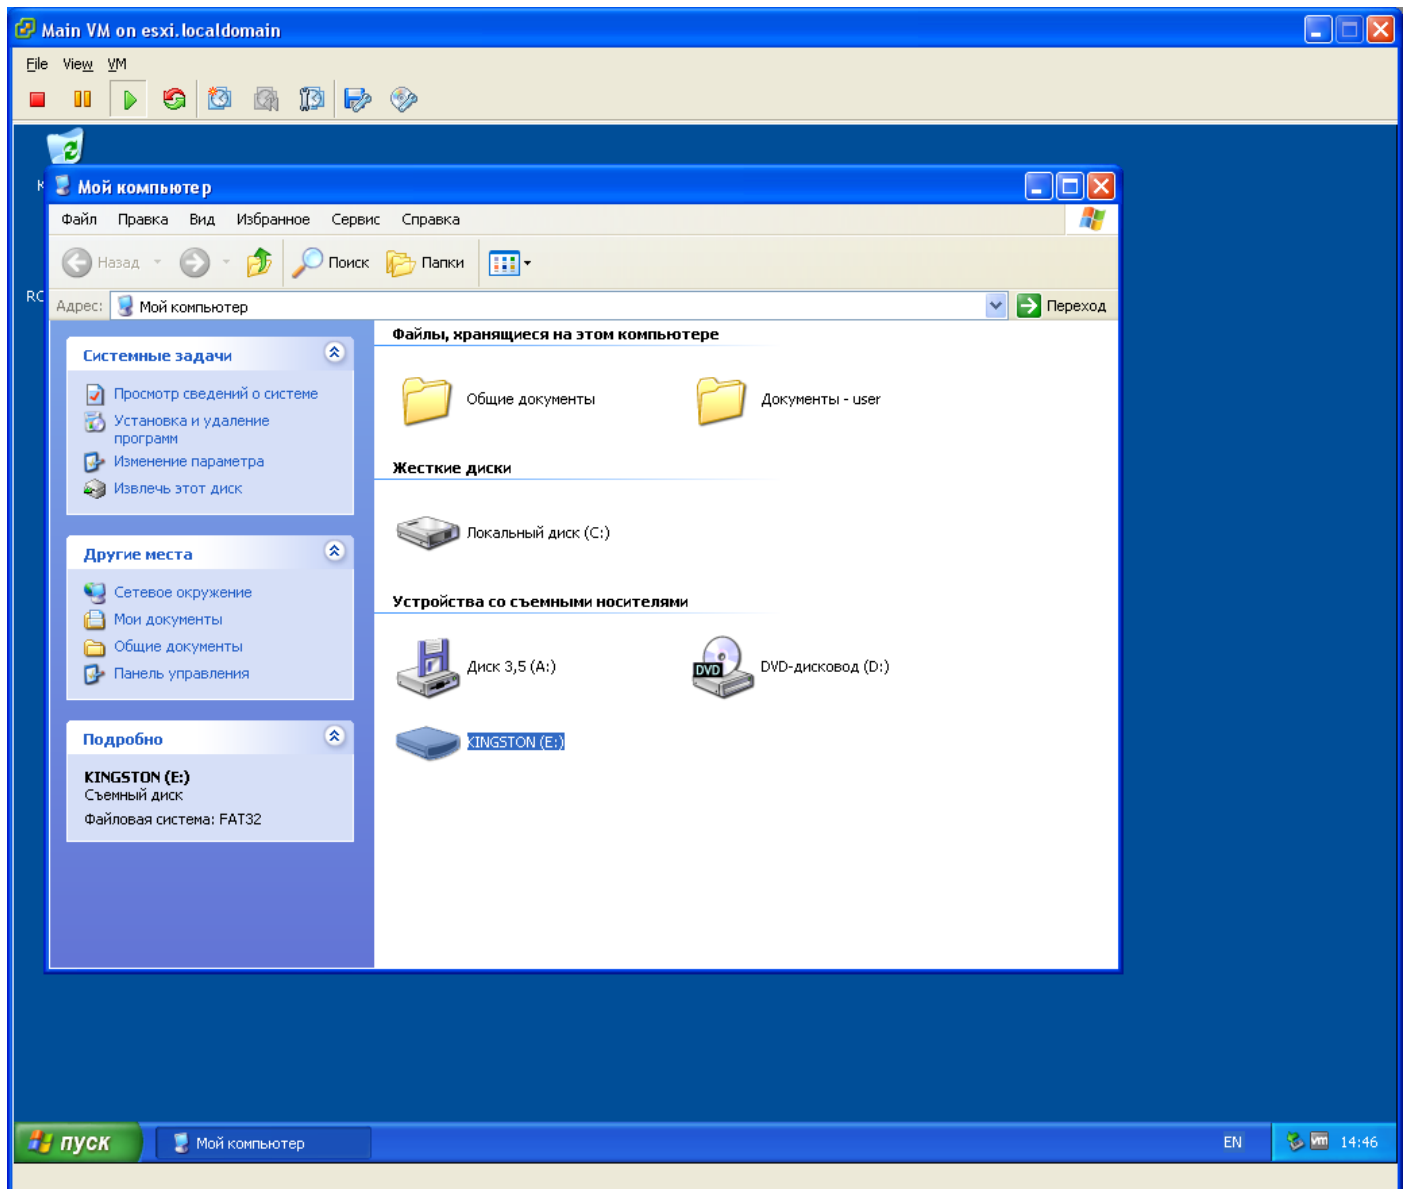 Main VM on esxi.localdomain
File View VM
Мой компьютер
Файл Правка Вид Избранное Сервис Справка
Назад Поиск Папки
Адрес: Мой компьютер Переход
Системные задачи
Просмотр сведений о системе
Установка и удаление
программ
Изменение параметра
Извлечь этот диск
Другие места
Сетевое окружение
Мои документы
Общие документы
Панель управления
Подробно
KINGSTON (E:)
Съемный диск
Файловая система: FAT32
Файлы, хранящиеся на этом компьютере
Общие документы
Документы - user
Жесткие диски
Локальный диск (C:)
Устройства со съемными носителями
Диск 3,5 (A:)
DVD
DVD-дисковод (D:)
KINGSTON (E:)
пуск
Мой компьютер
EN
vm
14:46